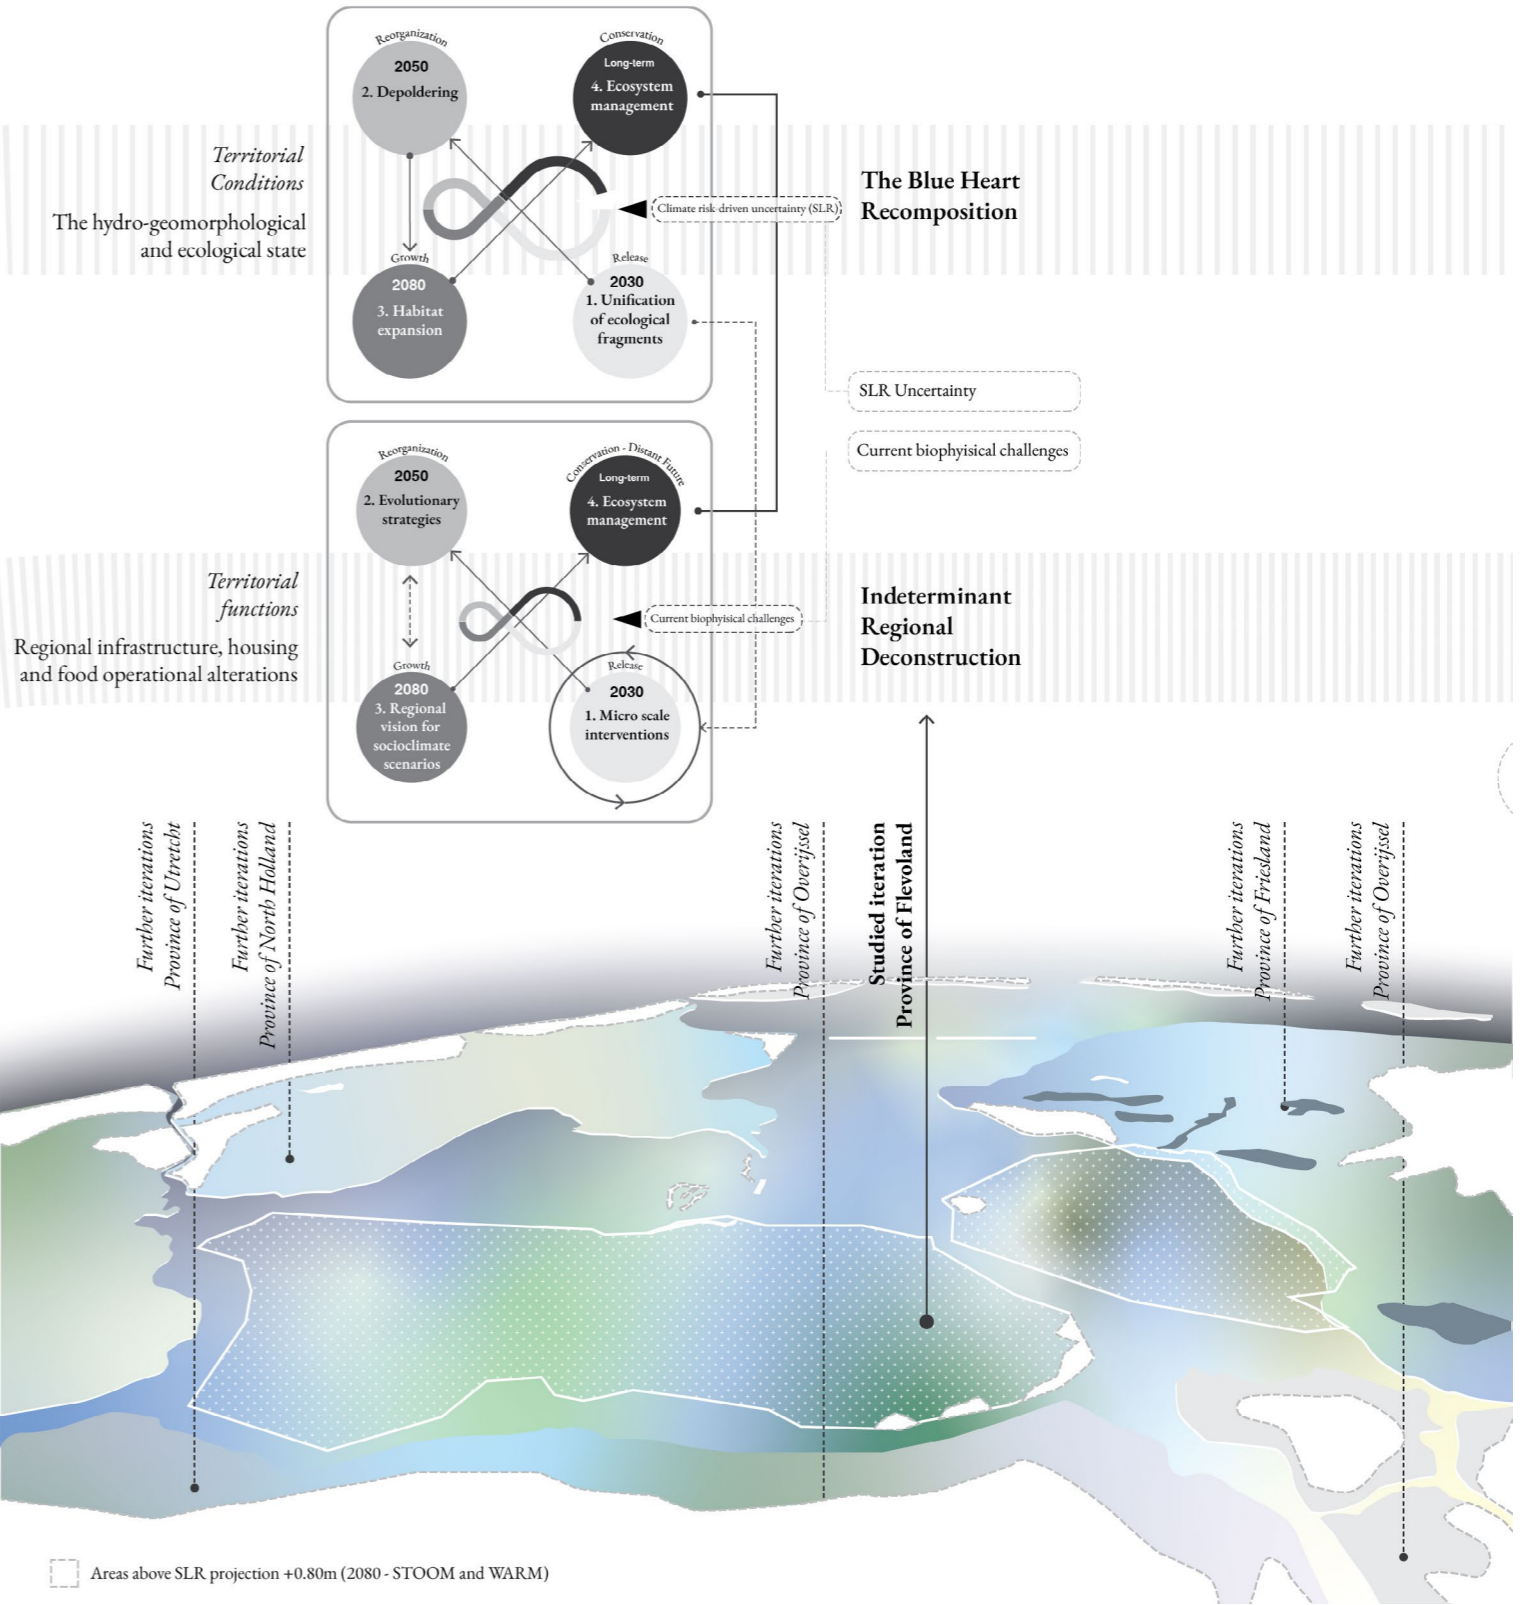 Reorganization
2050
2. Depoldering
Conservation
Long-term
4. Ecosystem
management
Territorial
Conditions
The hydro-geomorphological
and ecological state
Climate risk-driven uncertainty (SLR)
The Blue Heart
Recomposition
Growth
2080
3. Habitat
expansion
Release
2030
1. Unification
of ecological
fragments
SLR Uncertainty
Current biophyisical challenges
Reorganization
2050
2. Evolutionary
strategies
Conservation - Distant Future
Long-term
4. Ecosystem
management
Territorial
functions
Regional infrastructure, housing
and food operational alterations
Current biophyisical challenges
Indeterminant
Regional
Deconstruction
Growth
2080
3. Regional
vision for
socioclimate
scenarios
Release
2030
1. Micro scale
interventions
Further iterations
Province of Utretcht
Further iterations
Province of North Holland
Further iterations
Province of Overijssel
Studied iteration
Province of Flevoland
Further iterations
Province of Friesland
Further iterations
Province of Overijssel
Areas above SLR projection +0.80m (2080 - STOOM and WARM)